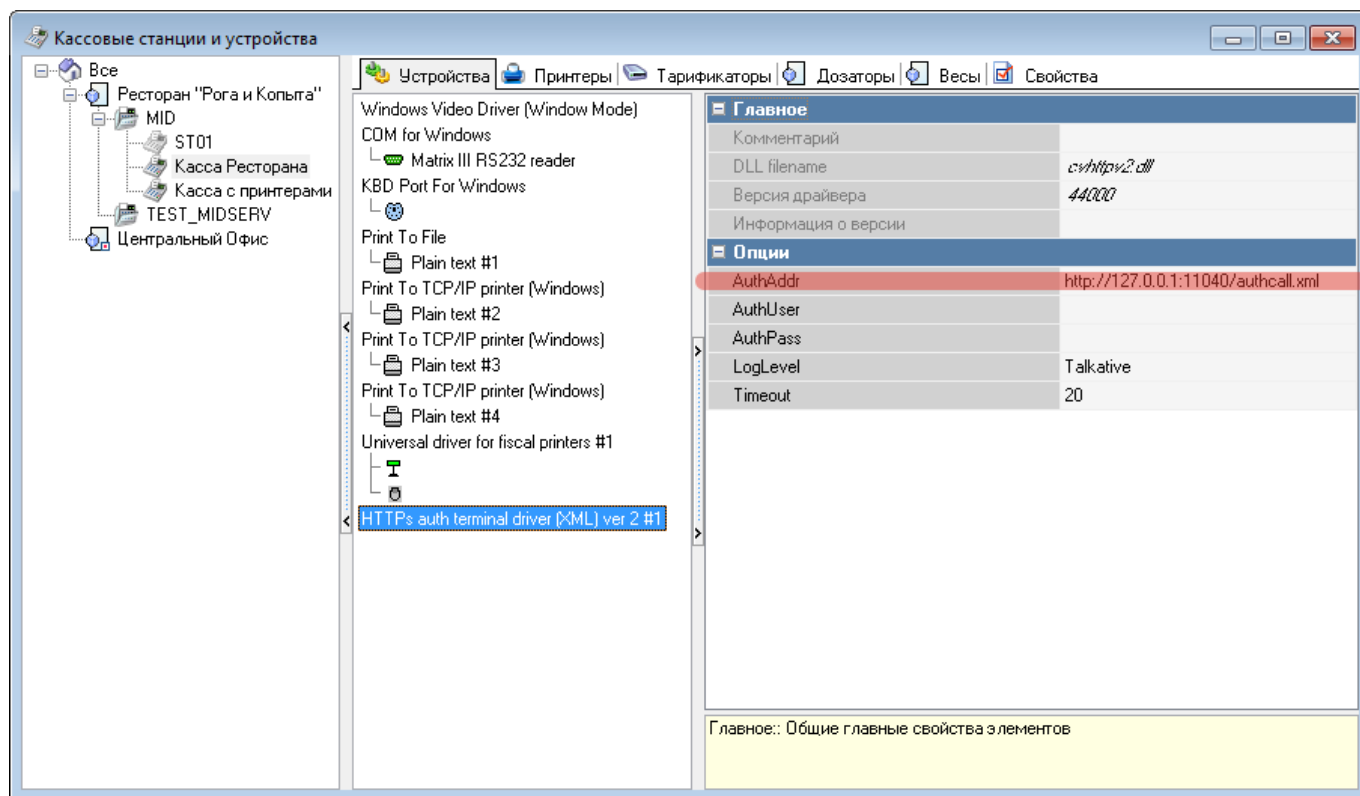 Кассовые станции и устройства
Все
Ресторан "Рога и Копыта"
MID
ST01
Касса Ресторана
Касса с принтерами
TEST_MIDSERV
Центральный Офис
Устройства Принтеры Тарификаторы Дозаторы Весы Свойства
Windows Video Driver (Window Mode)
COM for Windows
Matrix III RS232 reader
KBD Port For Windows
Print To File
Plain text #1
Print To TCP/IP printer (Windows)
Plain text #2
Print To TCP/IP printer (Windows)
Plain text #3
Print To TCP/IP printer (Windows)
Plain text #4
Universal driver for fiscal printers #1
HTTPs auth terminal driver (XML) ver 2 #1
Главное
Комментарий
DLL filename cvhttpv2.dll
Версия драйвера 44000
Информация о версии
Опции
AuthAddr http://127.0.0.1:11040/authcall.xml
AuthUser
AuthPass
LogLevel Talkative
Timeout 20
Главное:: Общие главные свойства элементов